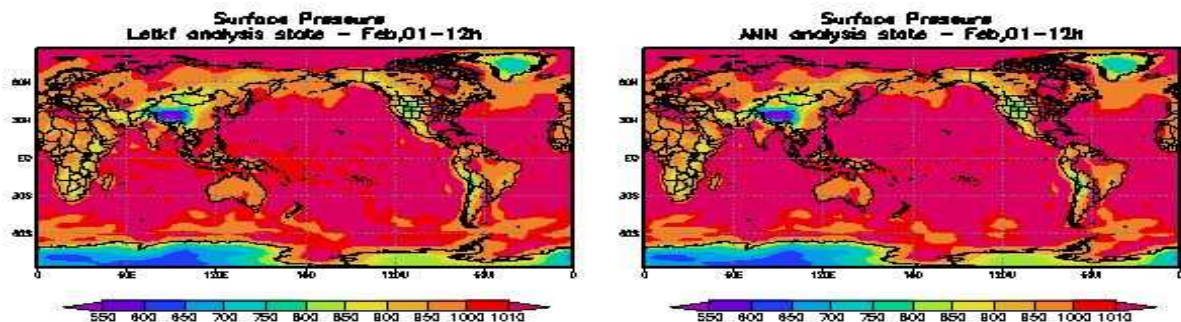 Surface Pressure
Letkf analysis state - Feb,01-12h
60N
30N
EQ
30S
60S
0 60E 120E 180 120W 60W 0
550 600 650 700 750 800 850 900 950 1000 1010
Surface Pressure
ANN analysis state - Feb,01-12h
60N
30N
EQ
30S
60S
0 60E 120E 180 120W 60W 0
550 600 650 700 750 800 850 900 950 1000 1010